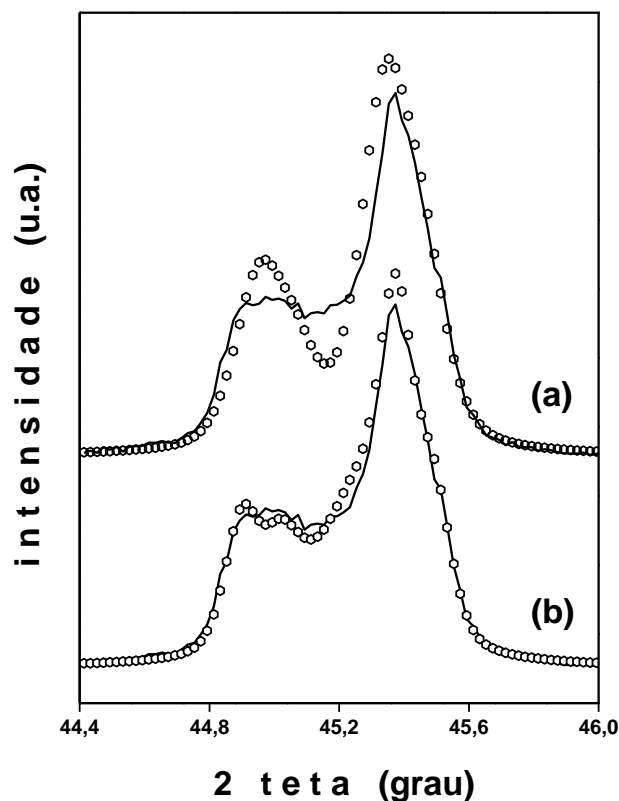 intensidade (u.a.)
(a)
(b)
44,4 44,8 45,2 45,6 46,0
2 teta (grau)